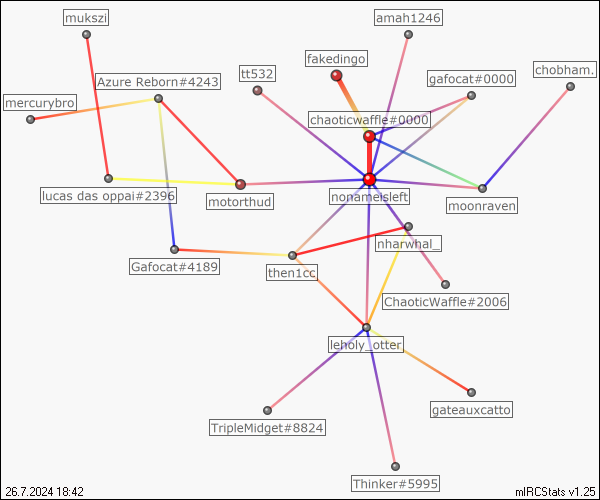 mukszi
amah1246
fakedingo
tt532
Azure Reborn#4243
gafocat#0000
chobham.
mercurybro
chaoticwaffle#0000
lucas das oppai#2396
motorthud
nonameisleft
moonraven
nharwhal_
Gafocat#4189
then1cc
ChaoticWaffle#2006
leholy_otter
gateauxcatto
TripleMidget#8824
Thinker#5995
26.7.2024 18:42
mIRCStats v1.25